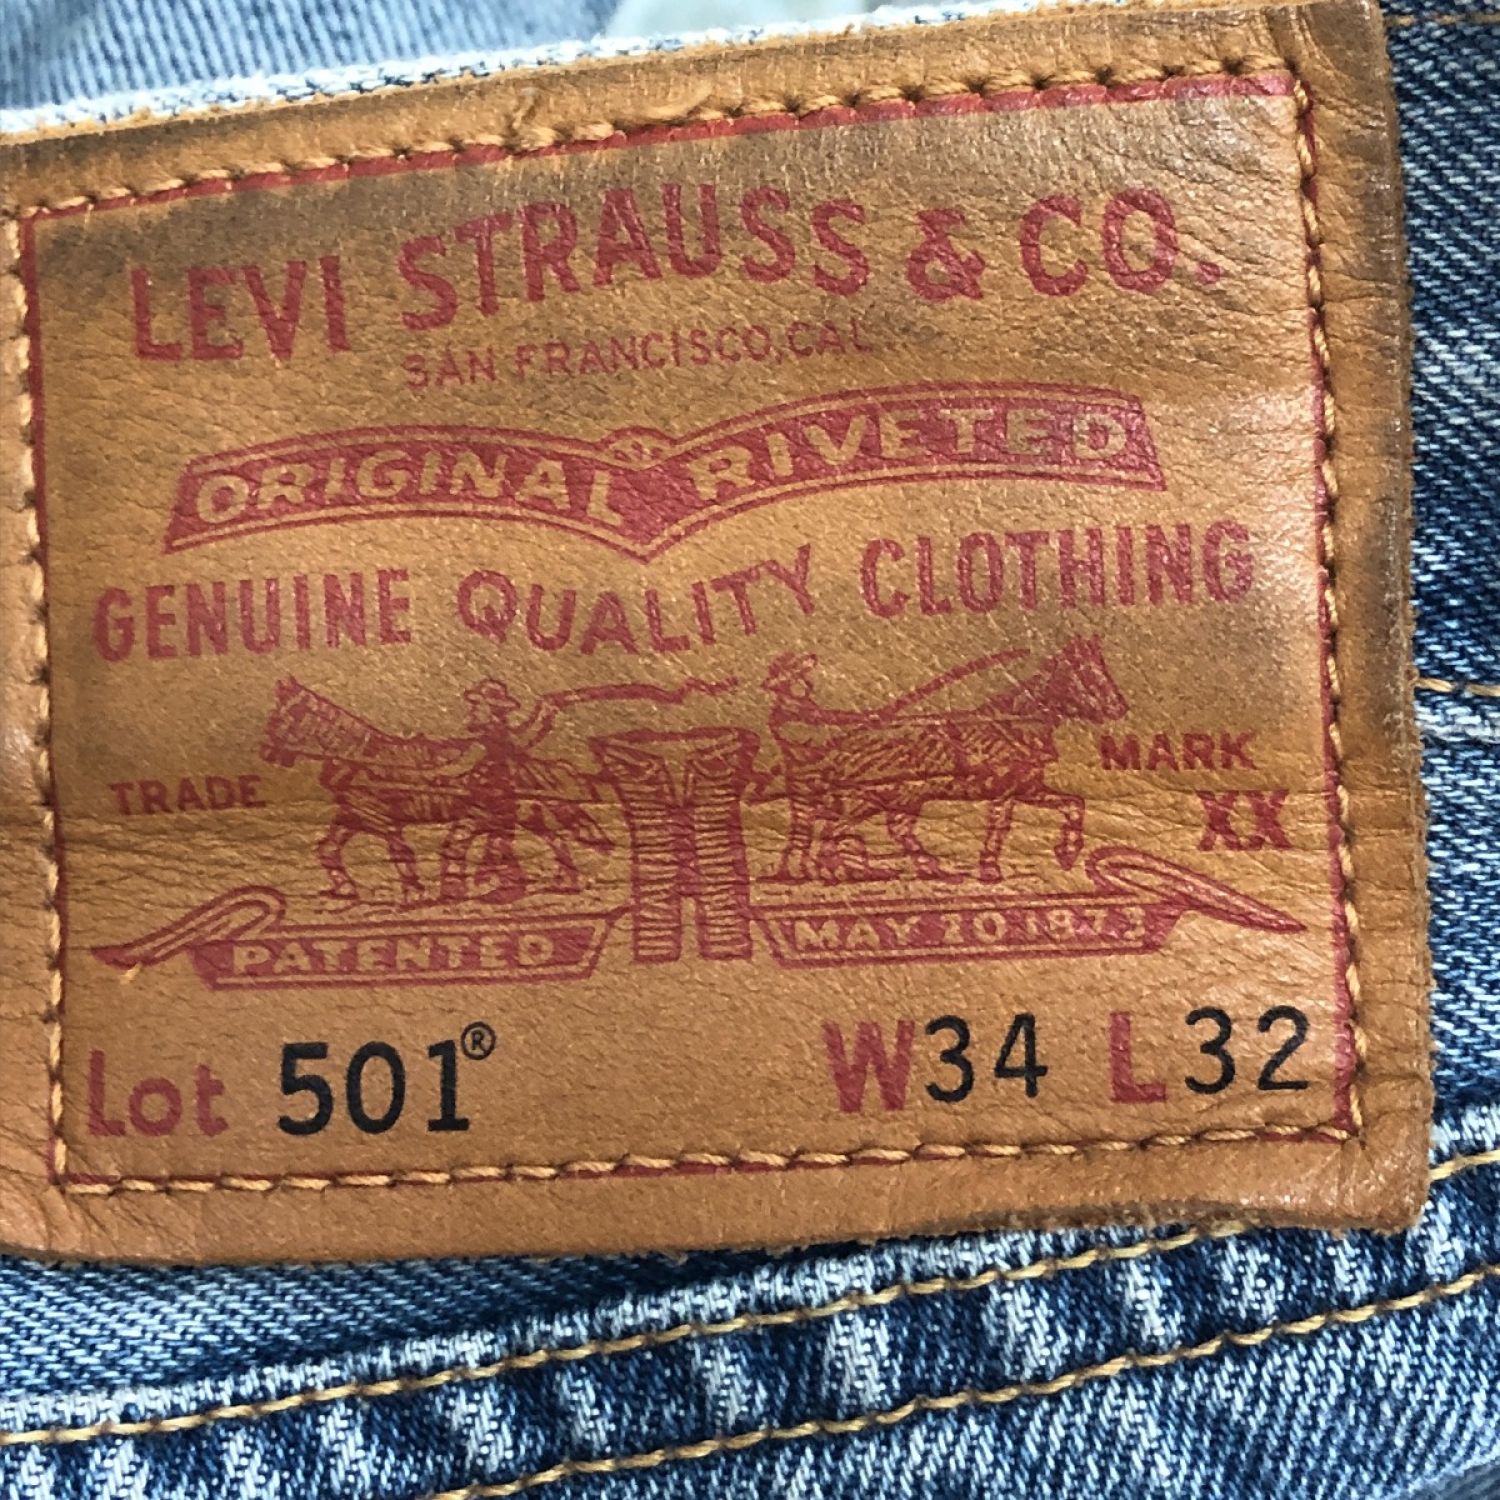 LEVI STRAUSS & CO.
SAN FRANCISCO, CAL
ORIGINAL RIVETED
GENUINE QUALITY CLOTHING
TRADE MARK
XX
PATENTED MAY 20 1873
Lot 501® W34 L32